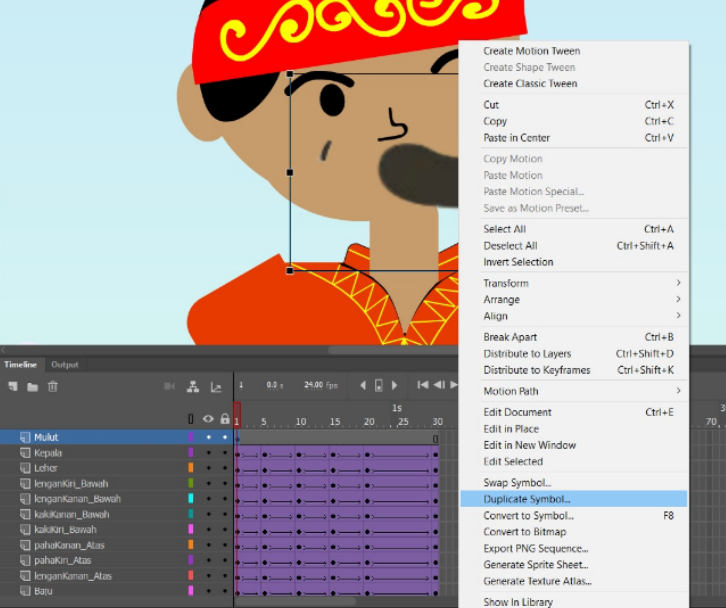 Create Motion Tween
Create Shape Tween
Create Classic Tween
Cut Ctrl+X
Copy Ctrl+C
Paste in Center Ctrl+V
Copy Motion
Paste Motion
Paste Motion Special...
Save as Motion Preset...
Select All Ctrl+A
Deselect All Ctrl+Shift+A
Invert Selection
Transform >
Arrange >
Align >
Break Apart Ctrl+B
Distribute to Layers Ctrl+Shift+D
Distribute to Keyframes Ctrl+Shift+K
Motion Path >
Edit Document Ctrl+E
Edit in Place
Edit in New Window
Edit Selected
Swap Symbol...
Duplicate Symbol...
Convert to Symbol... F8
Convert to Bitmap
Export PNG Sequence...
Generate Sprite Sheet...
Generate Texture Atlas...
Show In Library
Timeline Output
1 0.0 s 24.00 fps
1s 3
1 5 10 15 20 25 30 70
Mulut
Kepala
Leher
lenganKiri_Bawah
lenganKanan_Bawah
kakiKanan_Bawah
kakiKiri_Bawah
pahaKanan_Atas
pahaKiri_Atas
lenganKanan_Atas
Baju